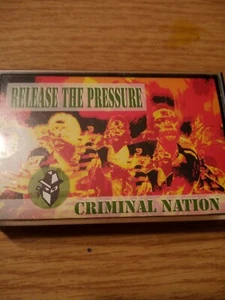 RELEASE THE PRESSURE
CRIMINAL NATION